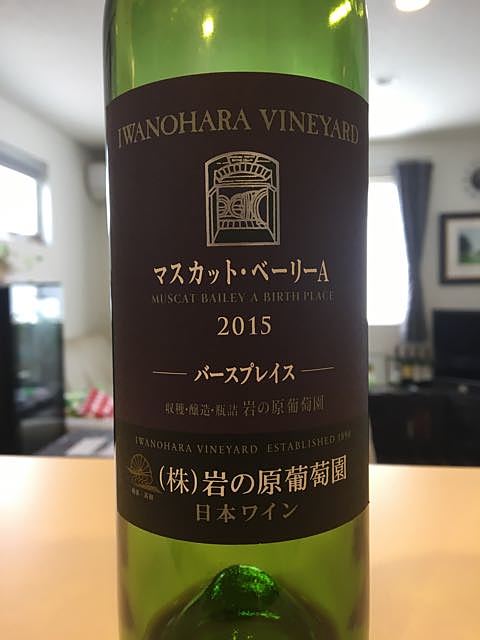 IWANOHARA VINEYARD
マスカット・ベーリーA
MUSCAT BAILEY A BIRTH PLACE
2015
バースプレイス
収穫・醸造・瓶詰 岩の原葡萄園
IWANOHARA VINEYARD ESTABLISHED 1890
(株)岩の原葡萄園
日本ワイン